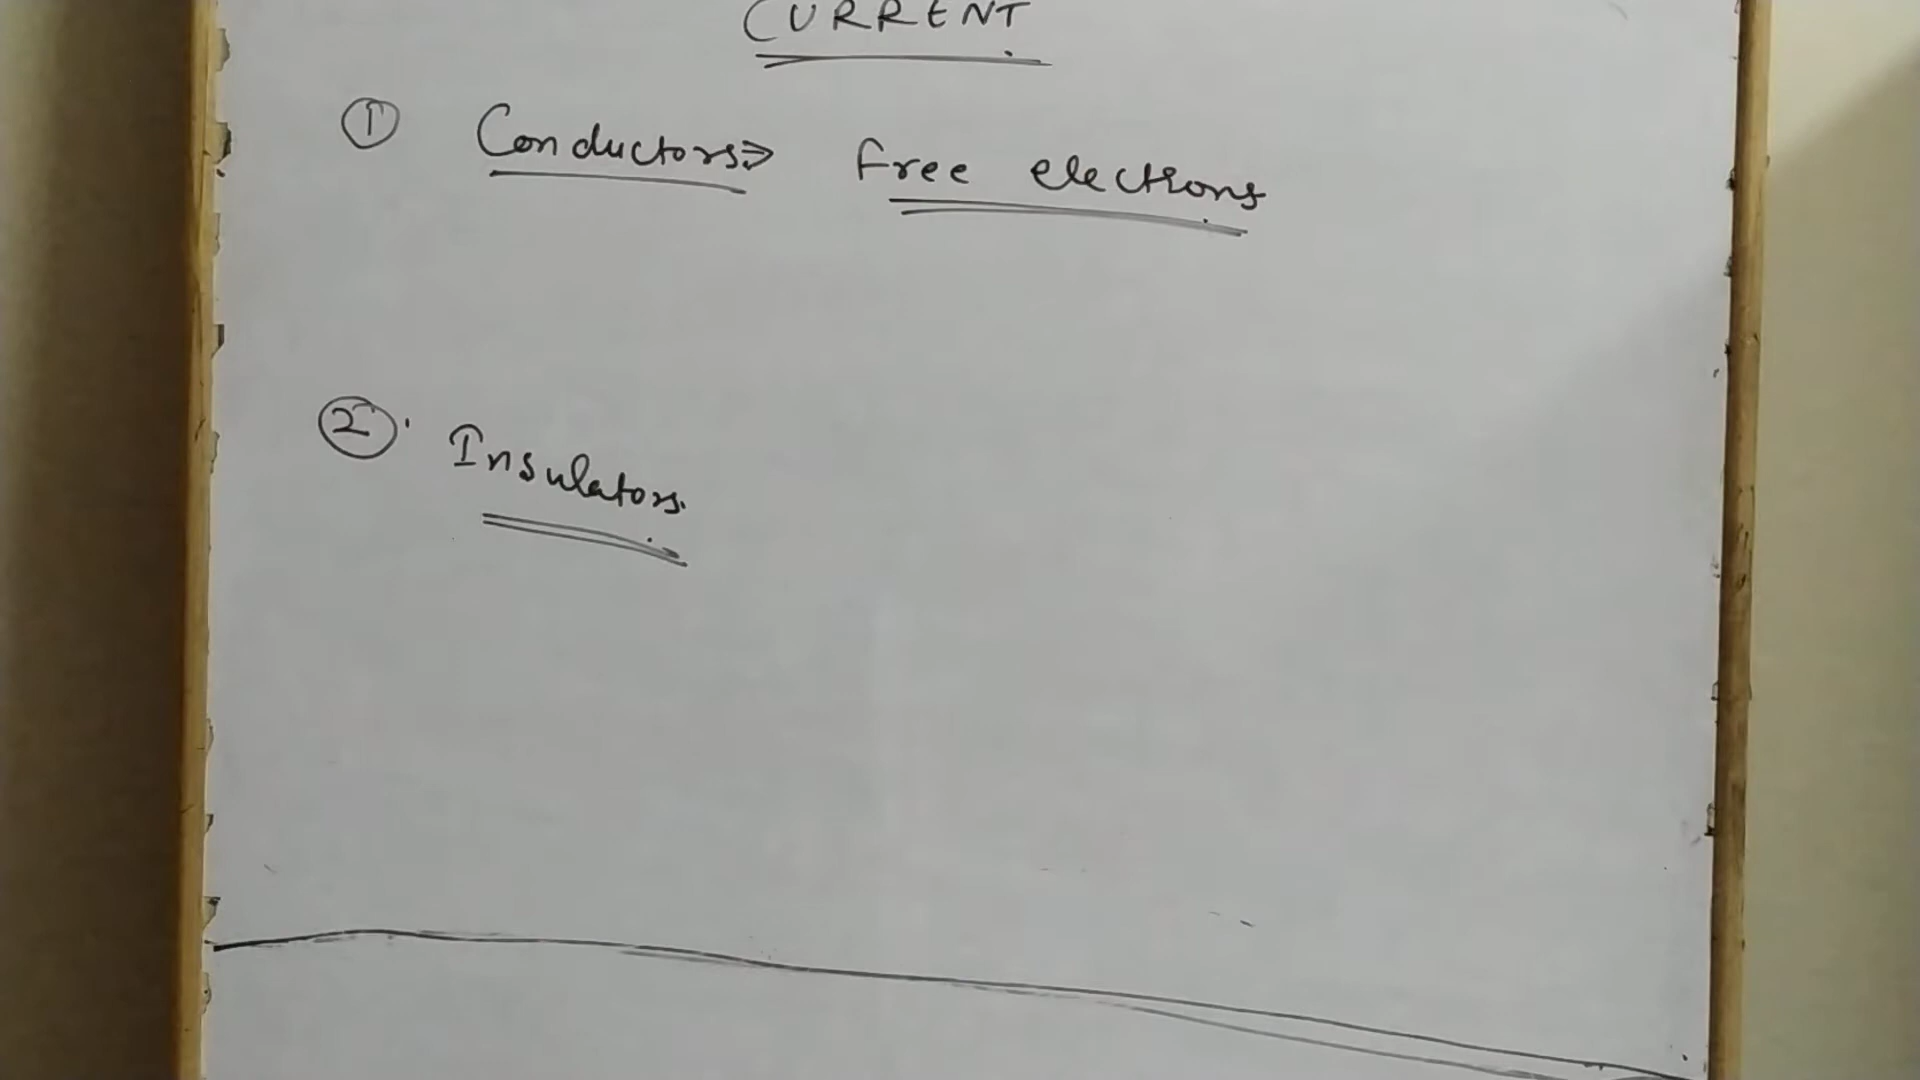 CURRENT
① Conductors ⇒ free electrons
②. Insulators.